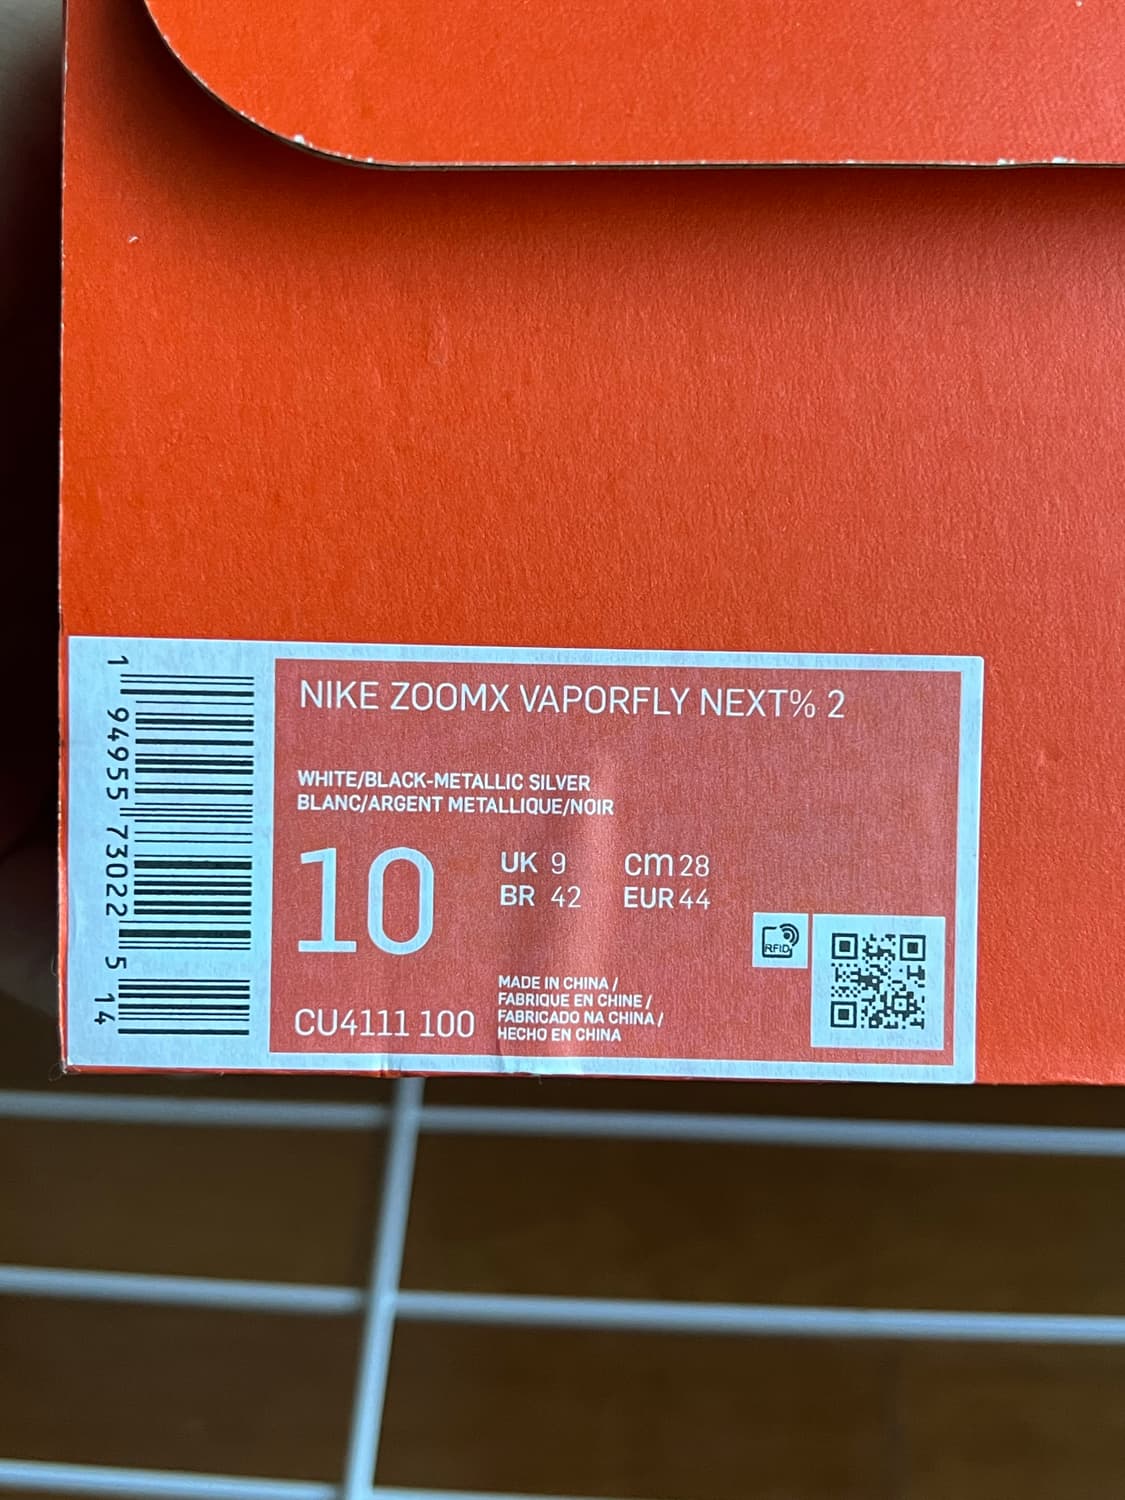 NIKE ZOOMX VAPORFLY NEXT% 2
WHITE/BLACK-METALLIC SILVER
BLANC/ARGENT METALLIQUE/NOIR
10
UK 9
cm 28
BR 42
EUR 44
RFID
MADE IN CHINA /
FABRIQUE EN CHINE /
FABRICADO NA CHINA /
HECHO EN CHINA
CU4111 100
1 94955 73022 5 14